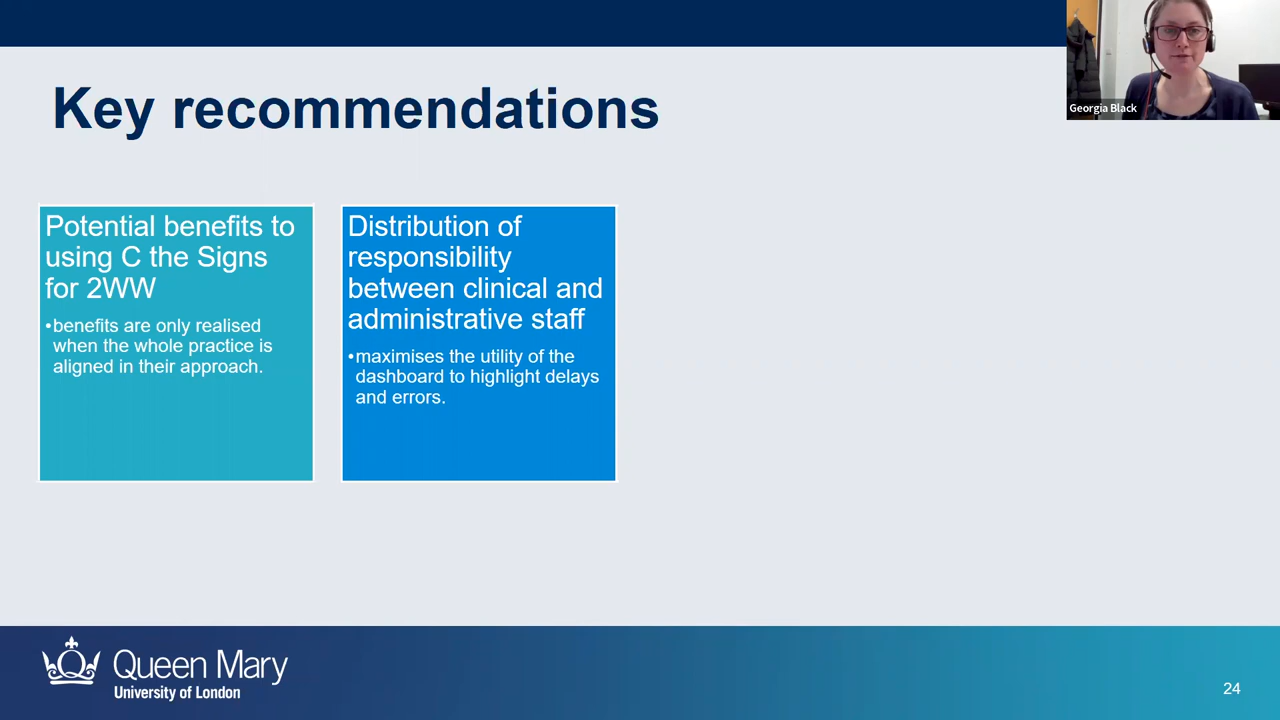 Georgia Black
Key recommendations
Potential benefits to
using C the Signs
for 2WW
•benefits are only realised
when the whole practice is
aligned in their approach.
Distribution of
responsibility
between clinical and
administrative staff
•maximises the utility of the
dashboard to highlight delays
and errors.
Queen Mary
University of London
24